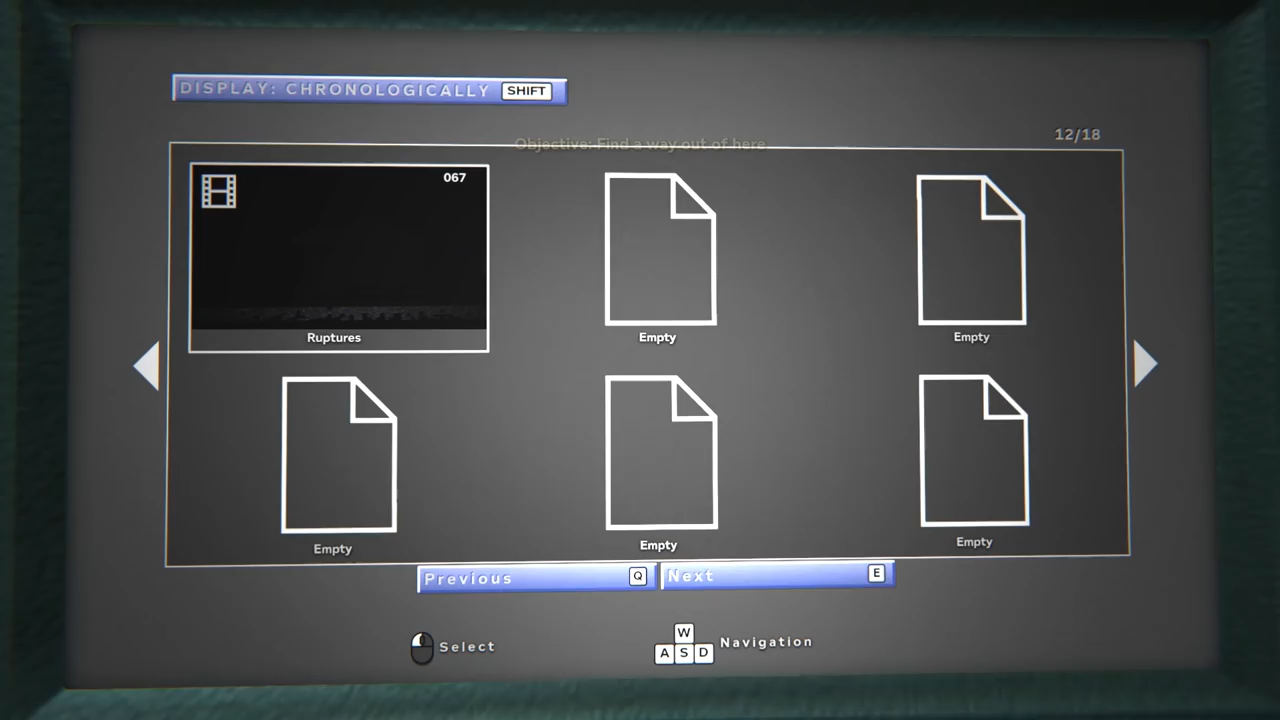 DISPLAY: CHRONOLOGICALLY SHIFT
Objective: Find a way out of here
12/18
067
Ruptures
Empty
Empty
Empty
Empty
Empty
Previous Q
Next E
Select
W
A S D
Navigation